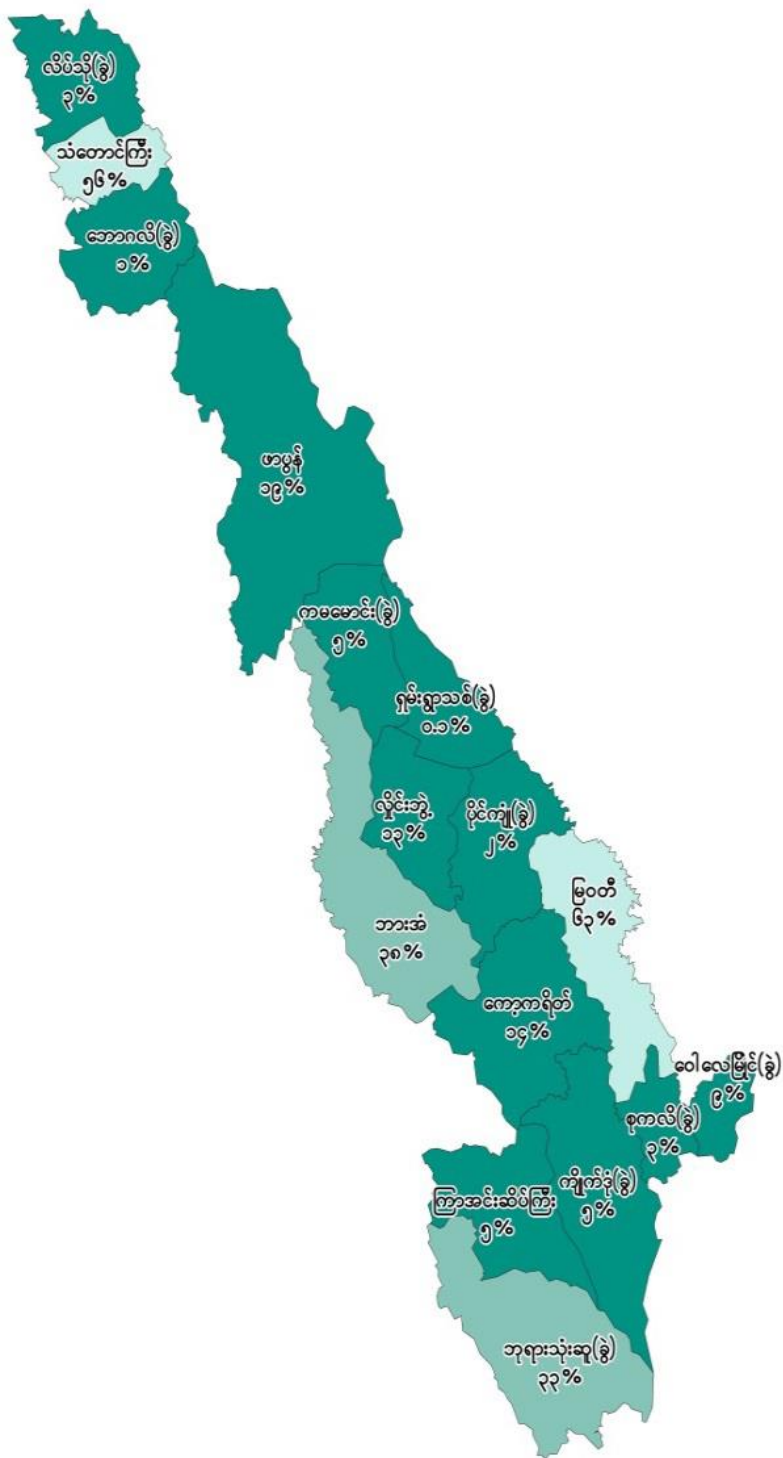 လိပ်သို(ခွဲ)
၃%
သံတောင်ကြီး
၅၆%
ဘောဂလိ(ခွဲ)
၁%
ဖာပွန်
၁၉%
ကမမောင်း(ခွဲ)
၅%
ရှမ်းရွာသစ်(ခွဲ)
၀.၁%
လှိုင်းဘွဲ့
၁၃%
ပိုင်ကျုံ(ခွဲ)
၂%
မြဝတီ
၆၃%
ဘားအံ
၃၈%
ကော့ကရိတ်
၁၄%
ဝေါလေမြိုင်(ခွဲ)
၉%
စုကလိ(ခွဲ)
၃%
ကျိုက်ဒုံ(ခွဲ)
၅%
ကြာအင်းဆိပ်ကြီး
၅%
ဘုရားသုံးဆူ(ခွဲ)
၃၃%